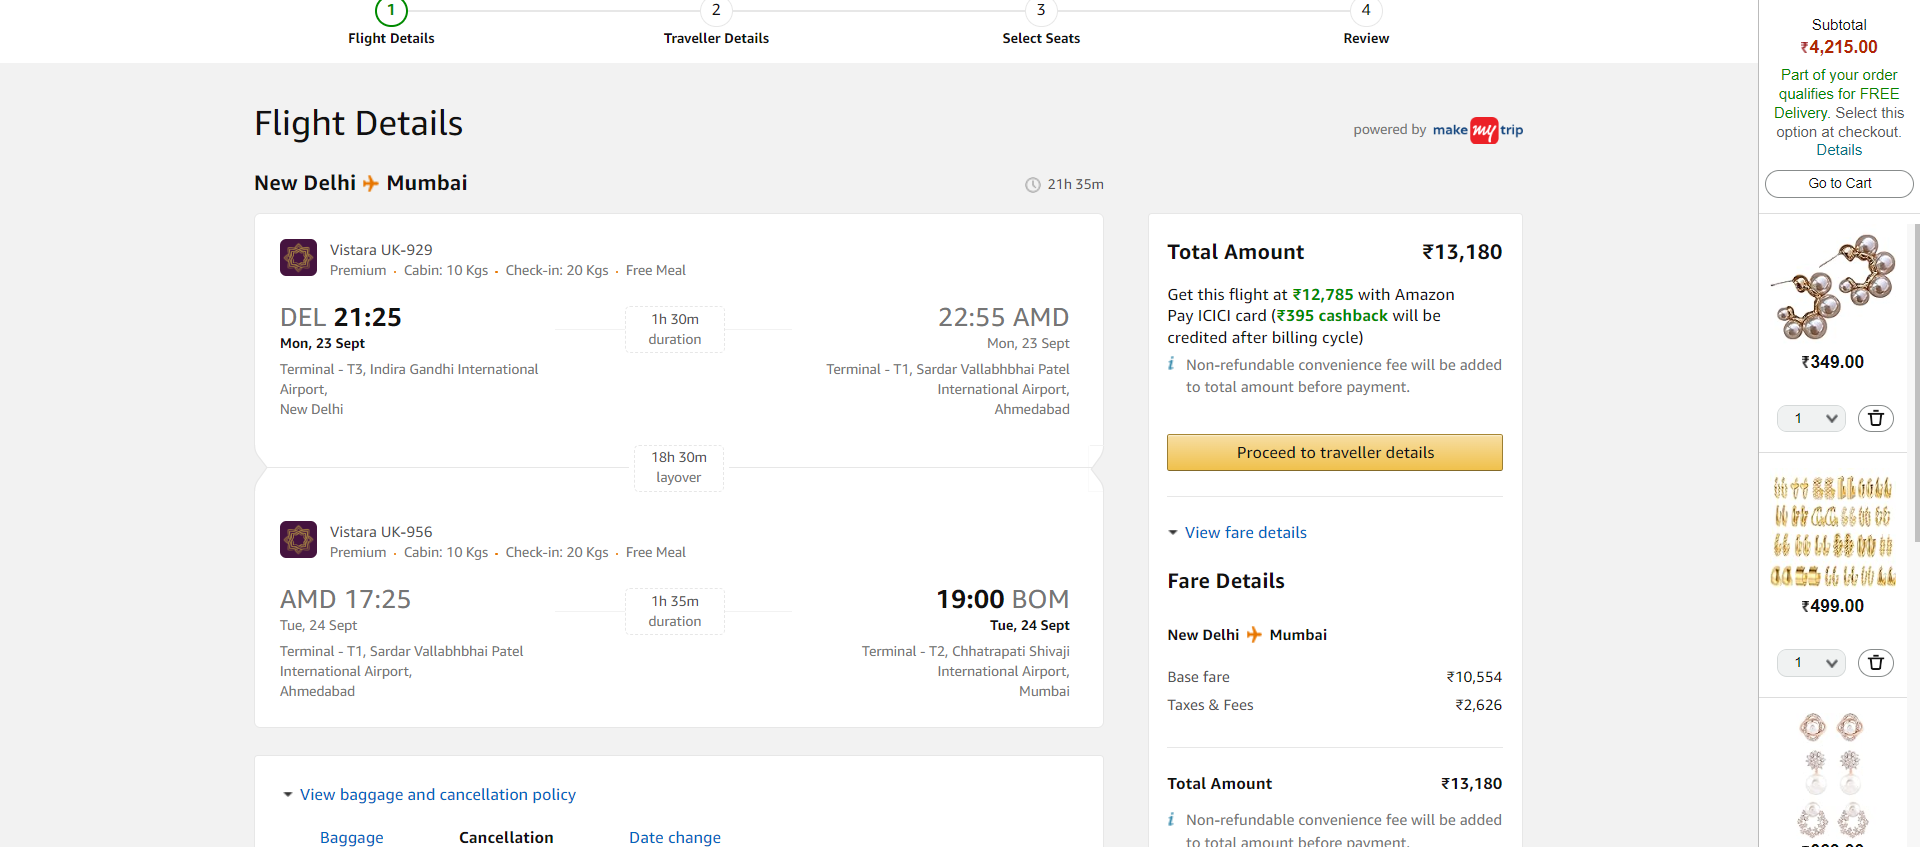 1
2
3
4
Flight Details
Traveller Details
Select Seats
Review
Flight Details
powered by make my trip
New Delhi Mumbai
21h 35m
Vistara UK-929
Premium · Cabin: 10 Kgs · Check-in: 20 Kgs · Free Meal
DEL 21:25
1h 30m
duration
22:55 AMD
Mon, 23 Sept
Mon, 23 Sept
Terminal - T3, Indira Gandhi International
Airport,
New Delhi
Terminal - T1, Sardar Vallabhbhai Patel
International Airport,
Ahmedabad
18h 30m
layover
Vistara UK-956
Premium · Cabin: 10 Kgs · Check-in: 20 Kgs · Free Meal
AMD 17:25
1h 35m
duration
19:00 BOM
Tue, 24 Sept
Tue, 24 Sept
Terminal - T1, Sardar Vallabhbhai Patel
International Airport,
Ahmedabad
Terminal - T2, Chhatrapati Shivaji
International Airport,
Mumbai
View baggage and cancellation policy
Baggage
Cancellation
Date change
Total Amount ₹13,180
Get this flight at ₹12,785 with Amazon
Pay ICICI card (₹395 cashback will be
credited after billing cycle)
Non-refundable convenience fee will be added
to total amount before payment.
Proceed to traveller details
View fare details
Fare Details
New Delhi Mumbai
Base fare ₹10,554
Taxes & Fees ₹2,626
Total Amount ₹13,180
Non-refundable convenience fee will be added
to total amount before payment.
Subtotal
₹4,215.00
Part of your order
qualifies for FREE
Delivery. Select this
option at checkout.
Details
Go to Cart
₹349.00
1
₹499.00
1